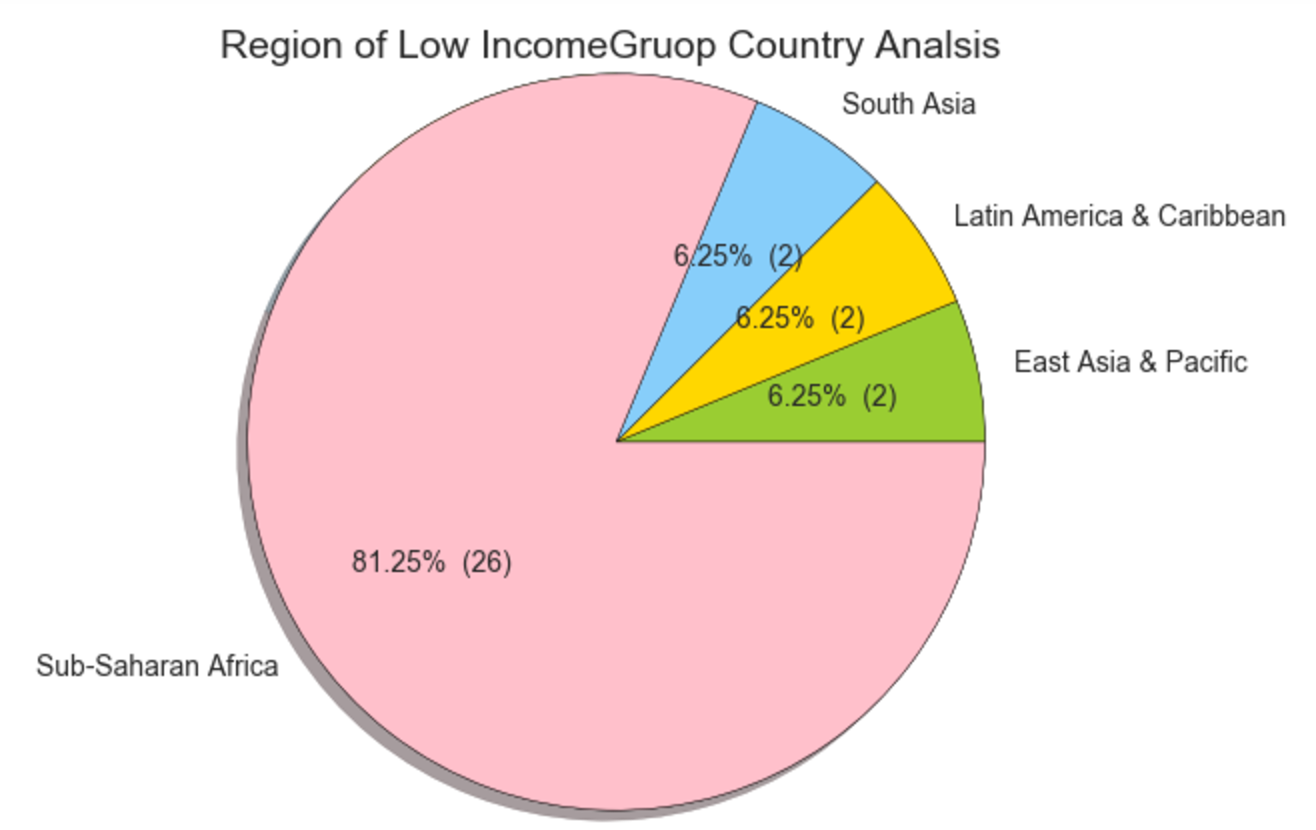 Region of Low IncomeGruop Country Analsis
South Asia
Latin America & Caribbean
6.25% (2)
6.25% (2)
East Asia & Pacific
6.25% (2)
81.25% (26)
Sub-Saharan Africa